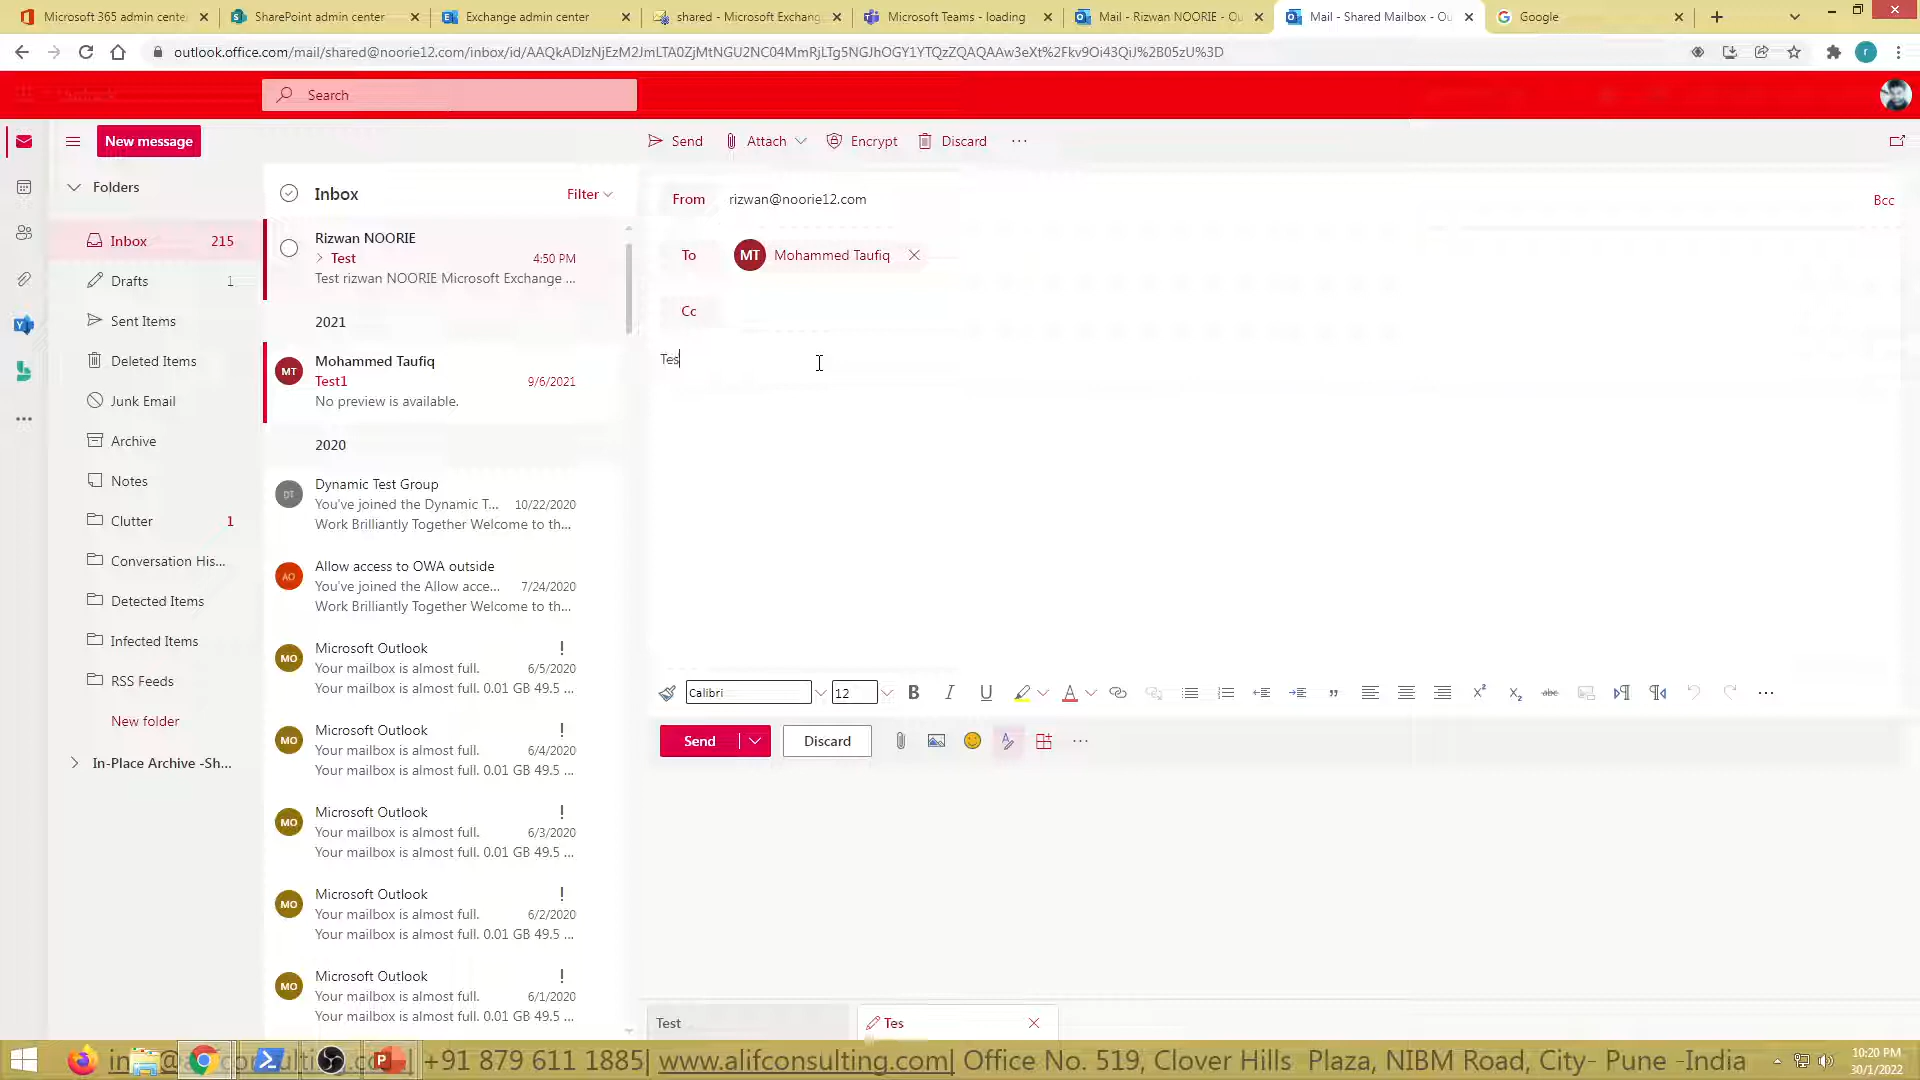 Microsoft 365 admin cente
SharePoint admin center
Exchange admin center
shared - Microsoft Exchang
Microsoft Teams - loading
Mail - Rizwan NOORIE - Ou
Mail - Shared Mailbox - Ou
Google
outlook.office.com/mail/shared@noorie12.com/inbox/id/AAQkADIzNjEzM2JmLTA0ZjMtNGU2NC04MmRjLTg5NGJhOGY1YTQzZQAQAAw3eXt%2Fkv9Oi43QiJ%2B05zU%3D
r
Search
New message
Send
Attach
Encrypt
Discard
Folders
Inbox 215
Drafts 1
Sent Items
Deleted Items
Junk Email
Archive
Notes
Clutter 1
Conversation His...
Detected Items
Infected Items
RSS Feeds
New folder
In-Place Archive -Sh...
Inbox
Filter
Rizwan NOORIE
Test 4:50 PM
Test rizwan NOORIE Microsoft Exchange ...
2021
MT
Mohammed Taufiq
Test1 9/6/2021
No preview is available.
2020
DT
Dynamic Test Group
You've joined the Dynamic T... 10/22/2020
Work Brilliantly Together Welcome to th...
AO
Allow access to OWA outside
You've joined the Allow acce... 7/24/2020
Work Brilliantly Together Welcome to th...
MO
Microsoft Outlook !
Your mailbox is almost full. 6/5/2020
Your mailbox is almost full. 0.01 GB 49.5 ...
MO
Microsoft Outlook !
Your mailbox is almost full. 6/4/2020
Your mailbox is almost full. 0.01 GB 49.5 ...
MO
Microsoft Outlook !
Your mailbox is almost full. 6/3/2020
Your mailbox is almost full. 0.01 GB 49.5 ...
MO
Microsoft Outlook !
Your mailbox is almost full. 6/2/2020
Your mailbox is almost full. 0.01 GB 49.5 ...
MO
Microsoft Outlook !
Your mailbox is almost full. 6/1/2020
Your mailbox is almost full. 0.01 GB 49.5 ...
From rizwan@noorie12.com
Bcc
To MT Mohammed Taufiq
Cc
Tes
Calibri 12 B I U
Send
Discard
Test
Tes
+91 879 611 1885| www.alifconsulting.com| Office No. 519, Clover Hills Plaza, NIBM Road, City- Pune -India
10:20 PM
30/1/2022